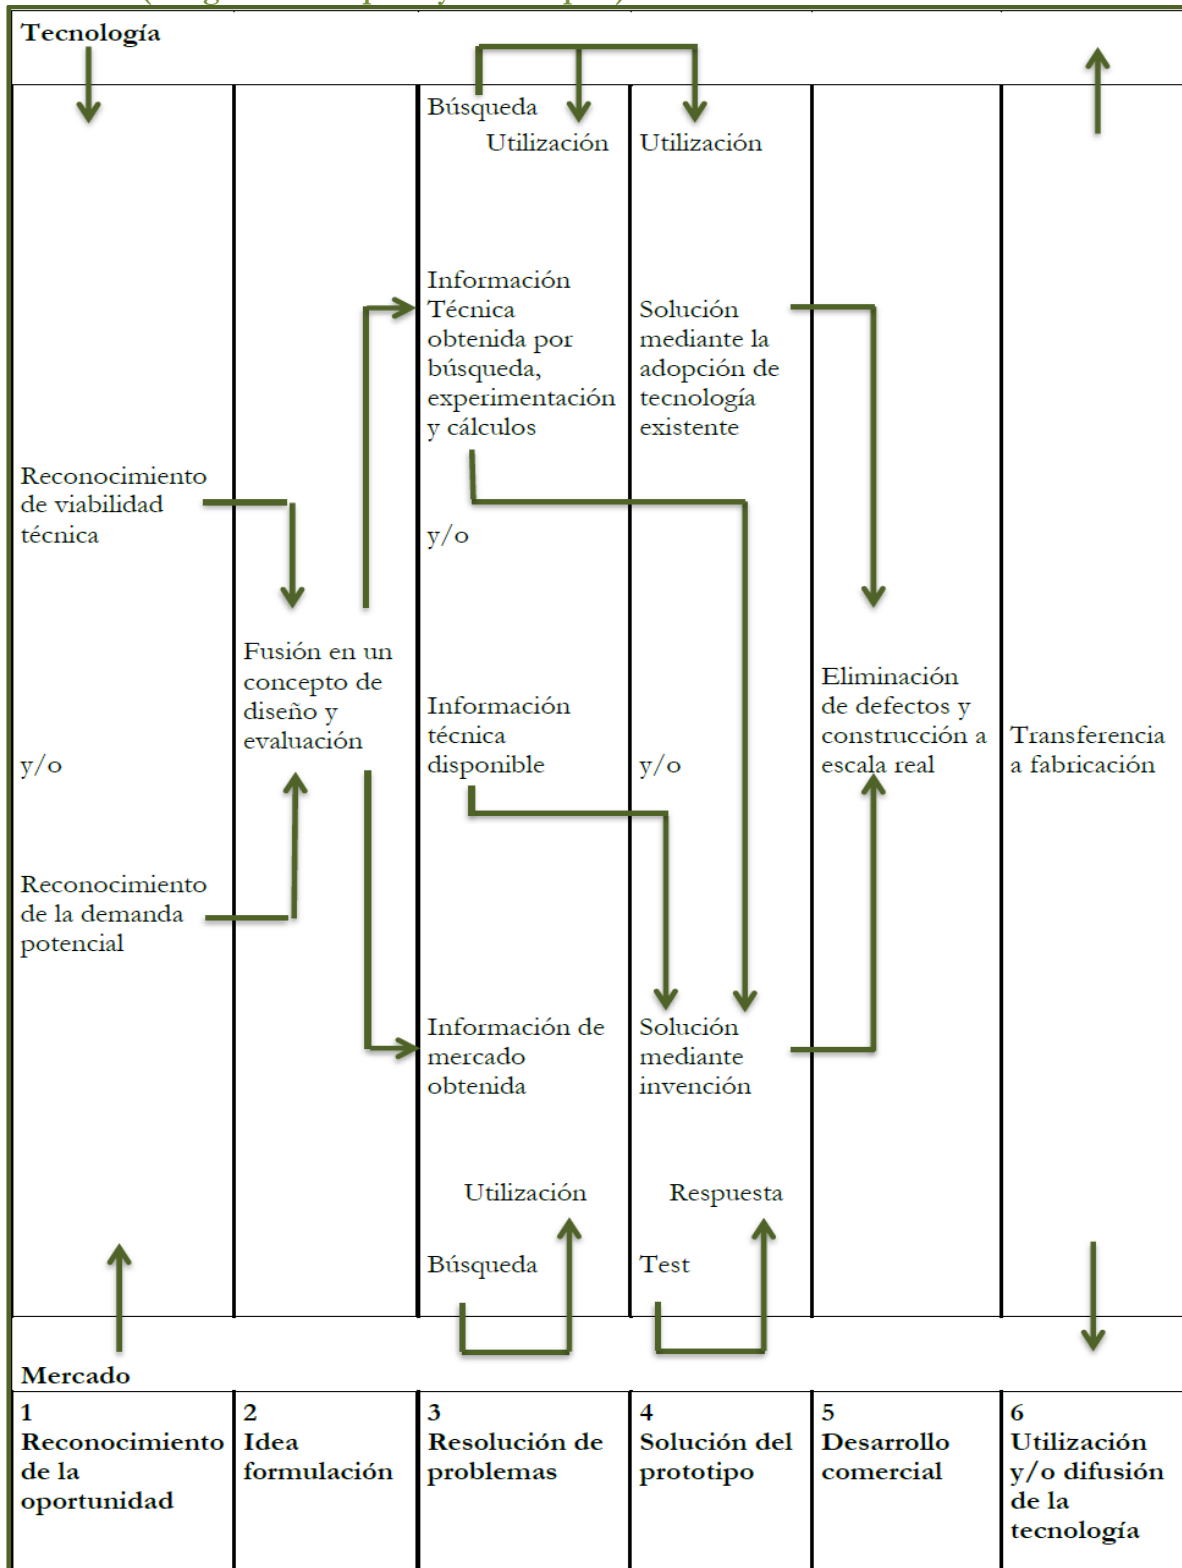 Tecnología
Búsqueda
Utilización
Utilización
Información
Técnica
obtenida por
búsqueda,
experimentación
y cálculos
Solución
mediante la
adopción de
tecnología
existente
Reconocimiento
de viabilidad
técnica
y/o
Fusión en un
concepto de
diseño y
evaluación
Información
técnica
disponible
Eliminación
de defectos y
construcción a
escala real
y/o
y/o
Transferencia
a fabricación
Reconocimiento
de la demanda
potencial
Información de
mercado
obtenida
Solución
mediante
invención
Utilización
Respuesta
Búsqueda
Test
Mercado
1
Reconocimiento
de la
oportunidad
2
Idea
formulación
3
Resolución de
problemas
4
Solución del
prototipo
5
Desarrollo
comercial
6
Utilización
y/o difusión
de la
tecnología